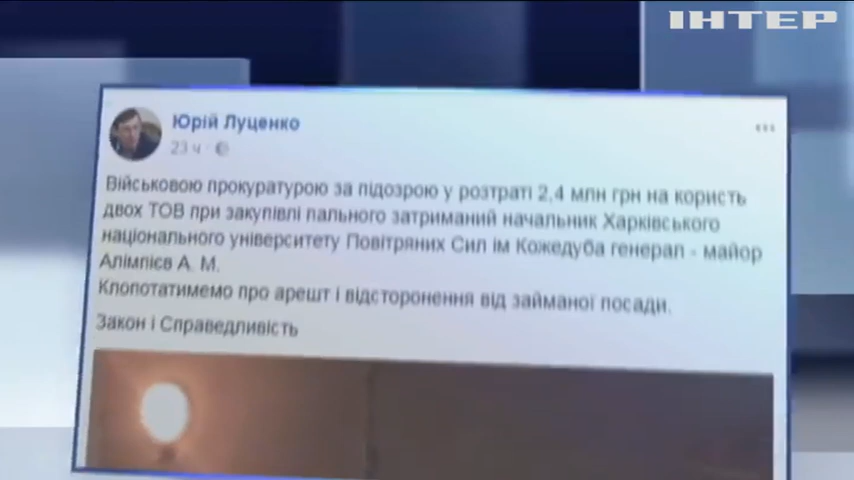 ІНТЕР
Юрій Луценко
23 ч ·
Військовою прокуратурою за підозрою у розтраті 2,4 млн грн на користь
двох ТОВ при закупівлі пального затриманий начальник Харківського
національного університету Повітряних Сил ім Кожедуба генерал - майор
Алімпієв А. М.
Клопотатимемо про арешт і відсторонення від займаної посади.
Закон і Справедливість